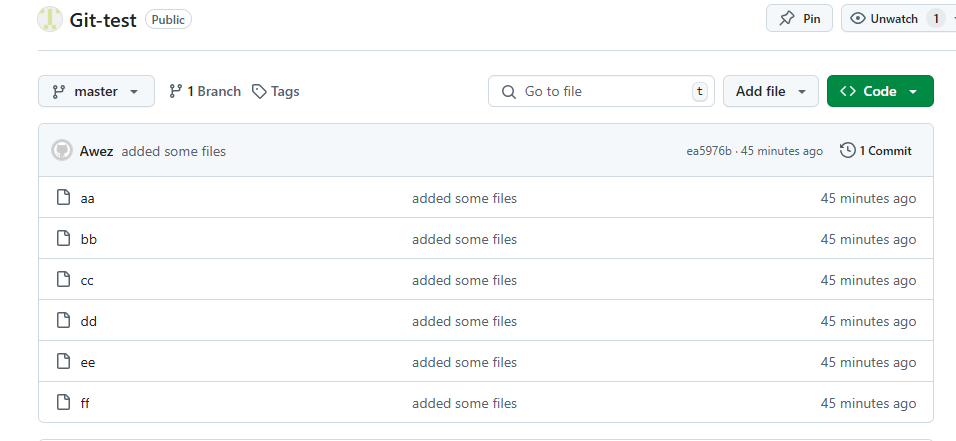 Git-test Public Pin Unwatch 1
master 1 Branch Tags Go to file t Add file Code
Awez added some files ea5976b · 45 minutes ago 1 Commit
aa added some files 45 minutes ago
bb added some files 45 minutes ago
cc added some files 45 minutes ago
dd added some files 45 minutes ago
ee added some files 45 minutes ago
ff added some files 45 minutes ago